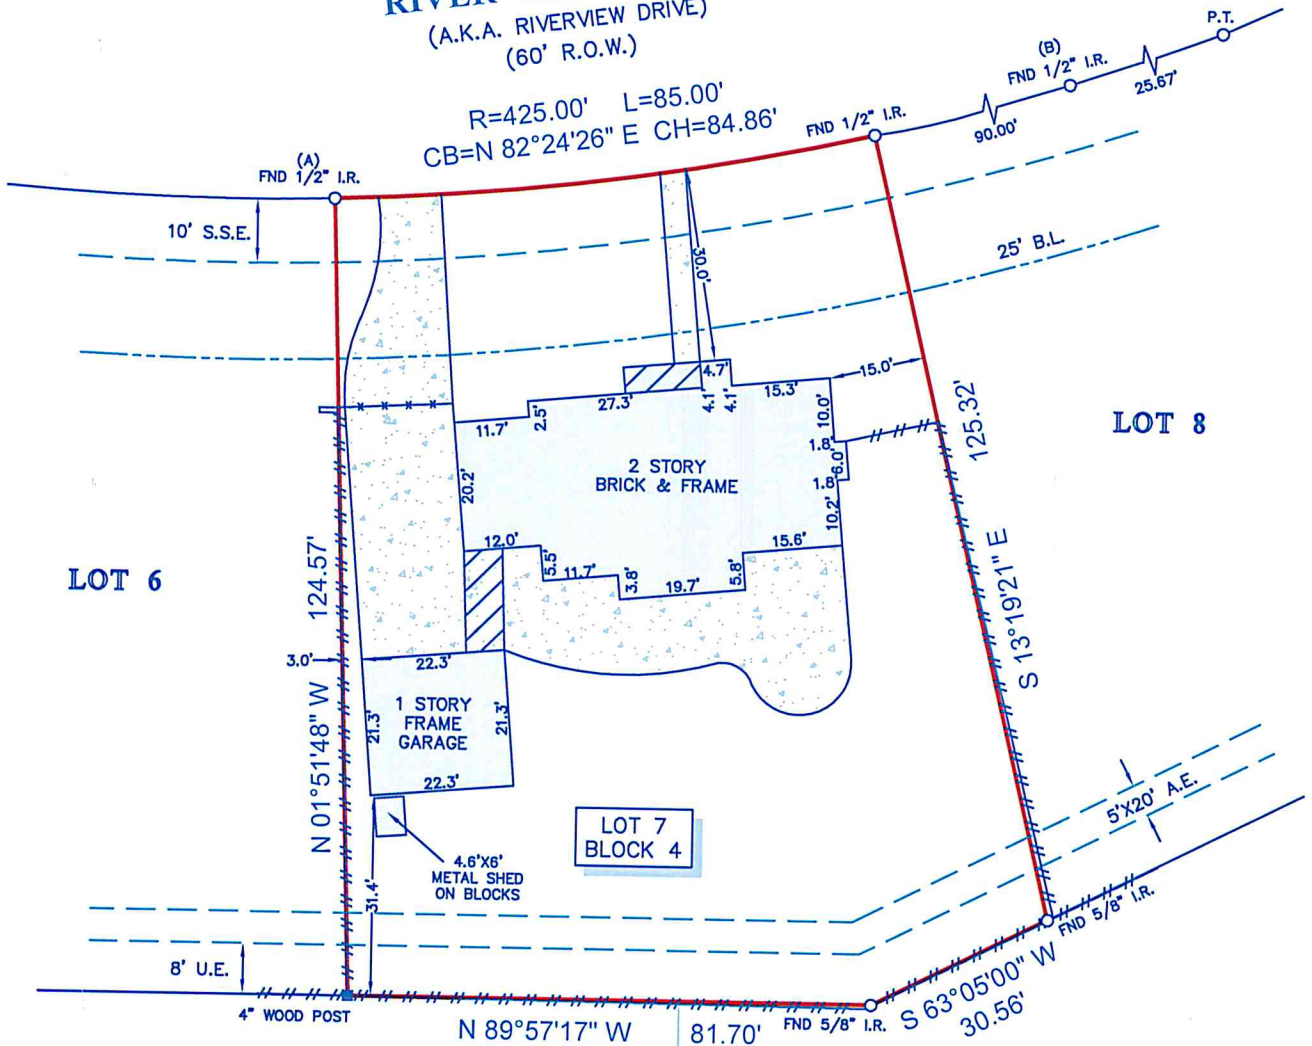 RIVER
(A.K.A. RIVERVIEW DRIVE)
(60' R.O.W.)
R=425.00' L=85.00'
CB=N 82°24'26" E CH=84.86'
P.T.
(B)
FND 1/2" I.R.
25.67'
90.00'
FND 1/2" I.R.
(A)
FND 1/2" I.R.
10' S.S.E.
30.0'
25' B.L.
4.7'
15.0'
15.3'
27.3'
4.1'
4.1'
2.5'
11.7'
10.0'
1.8'
6.0'
1.8'
10.2'
2 STORY
BRICK & FRAME
20.2'
125.32'
S 13°19'21" E
LOT 8
LOT 6
124.57'
N 01°51'48" W
12.0'
5.5'
11.7'
3.8'
19.7'
5.8'
15.6'
3.0'
22.3'
1 STORY
FRAME
GARAGE
21.3'
21.3'
22.3'
LOT 7
BLOCK 4
4.6'X6'
METAL SHED
ON BLOCKS
31.4'
5'X20' A.E.
8' U.E.
4" WOOD POST
N 89°57'17" W 81.70'
FND 5/8" I.R.
S 63°05'00" W
30.56'
FND 5/8" I.R.